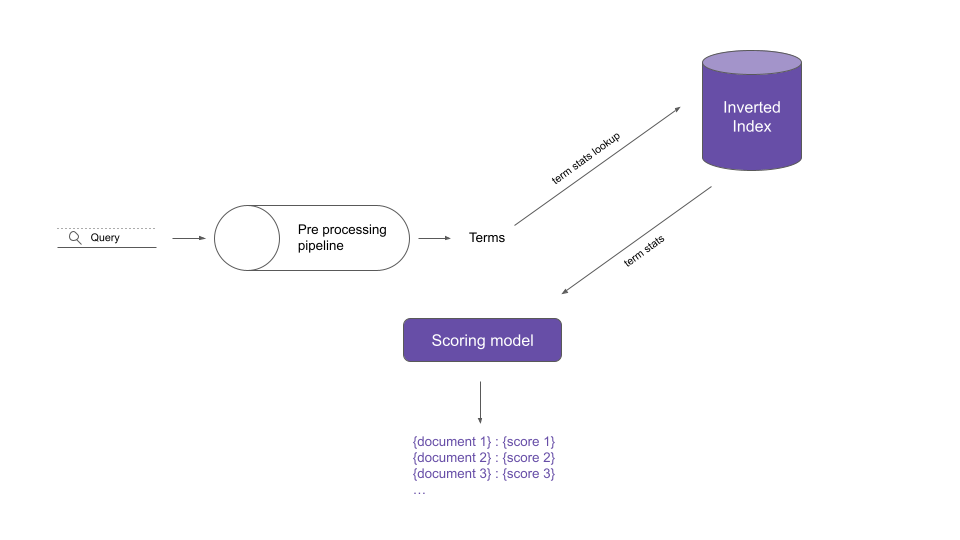 Inverted
Index
term stats lookup
Query
Pre processing
pipeline
Terms
term stats
Scoring model
{document 1} : {score 1}
{document 2} : {score 2}
{document 3} : {score 3}
…